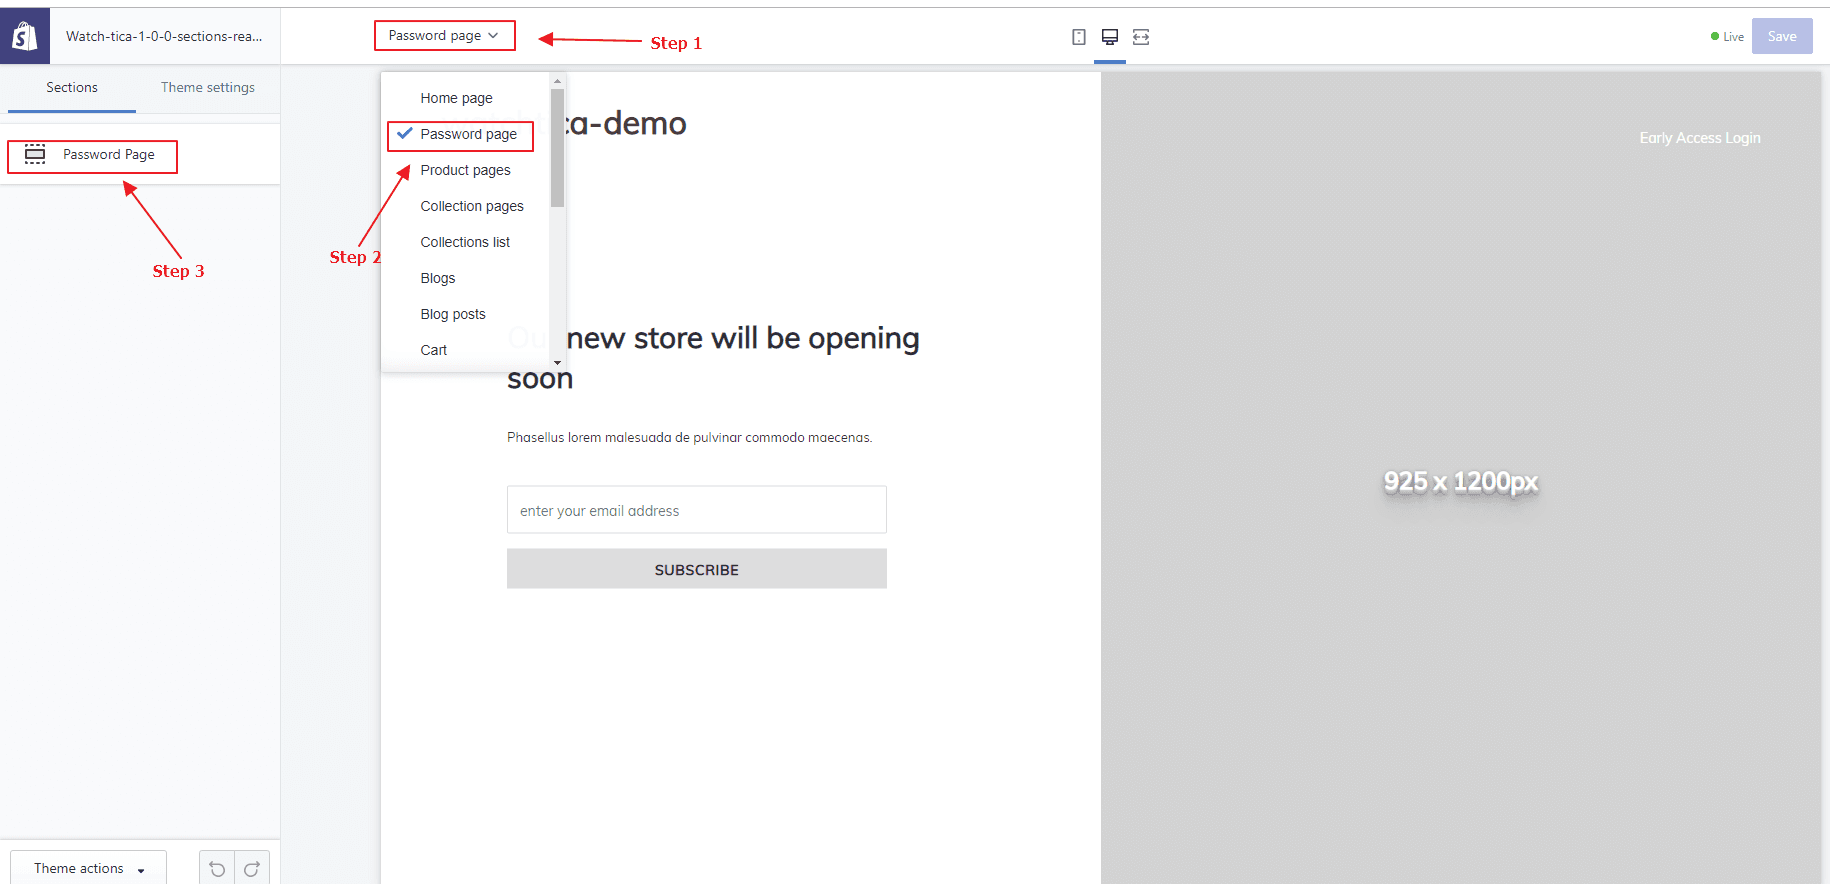 Watch-tica-1-0-0-sections-rea...
Password page
Step 1
Live
Save
Sections
Theme settings
Password Page
Step 3
Home page
Password page
Product pages
Collection pages
Collections list
Blogs
Blog posts
Cart
Step 2
ca-demo
Early Access Login
Our new store will be opening
soon
Phasellus lorem malesuada de pulvinar commodo maecenas.
enter your email address
SUBSCRIBE
925 x 1200px
Theme actions